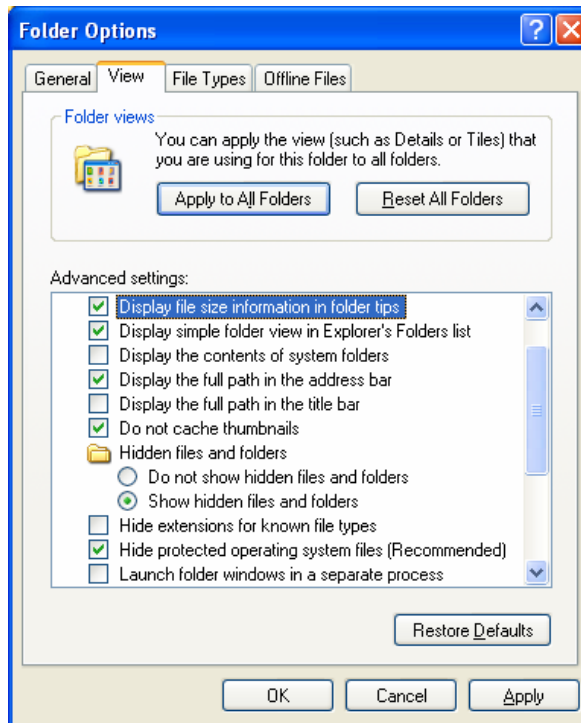 Folder Options
General View File Types Offline Files
Folder views
You can apply the view (such as Details or Tiles) that
you are using for this folder to all folders.
Apply to All Folders Reset All Folders
Advanced settings:
Display file size information in folder tips
Display simple folder view in Explorer's Folders list
Display the contents of system folders
Display the full path in the address bar
Display the full path in the title bar
Do not cache thumbnails
Hidden files and folders
Do not show hidden files and folders
Show hidden files and folders
Hide extensions for known file types
Hide protected operating system files (Recommended)
Launch folder windows in a separate process
Restore Defaults
OK Cancel Apply